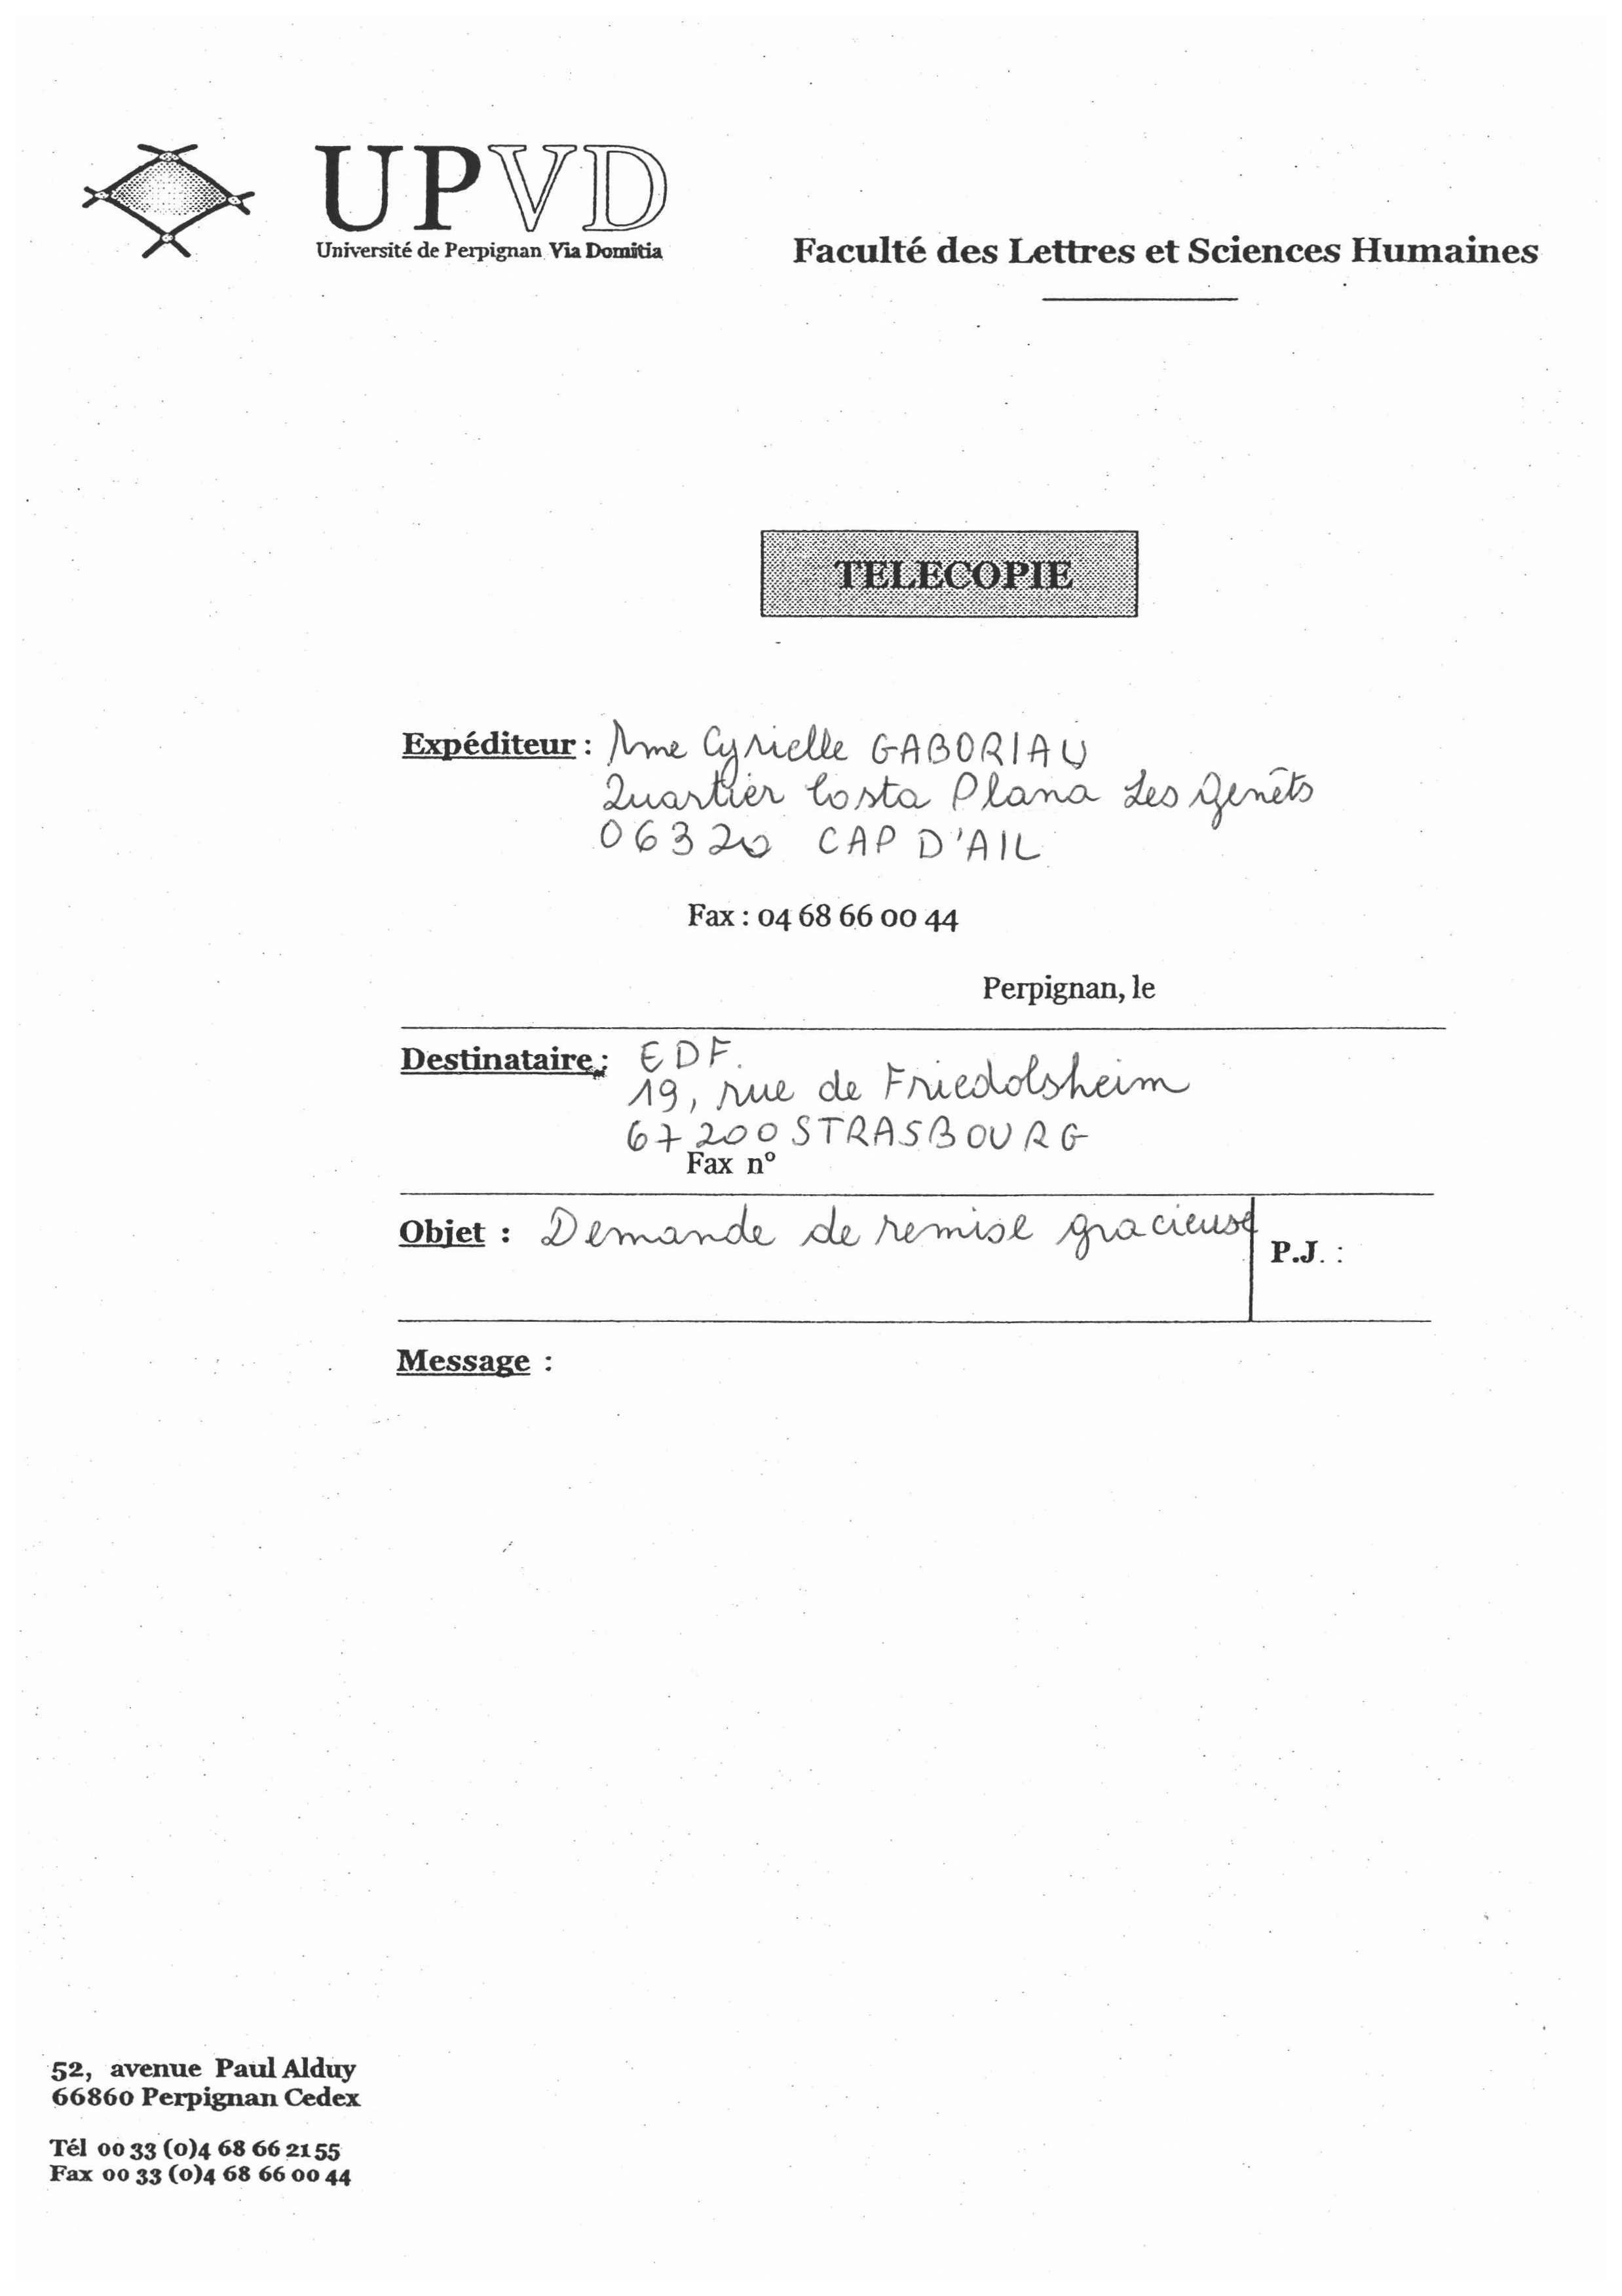 UPVD
Université de Perpignan Via Domitia
Faculté des Lettres et Sciences Humaines
TELECOPIE
Expéditeur : Mme Cyrielle GABORIAU
Quartier Costa Plana Les Genêts
06320 CAP D'AIL
Fax : 04 68 66 00 44
Perpignan, le
Destinataire : EDF.
19, rue de Friedolsheim
67200 STRASBOURG
Fax n°
Objet : Demande de remise gracieuse
P.J. :
Message :
52, avenue Paul Alduy
66860 Perpignan Cedex
Tél 00 33 (0)4 68 66 21 55
Fax 00 33 (0)4 68 66 00 44